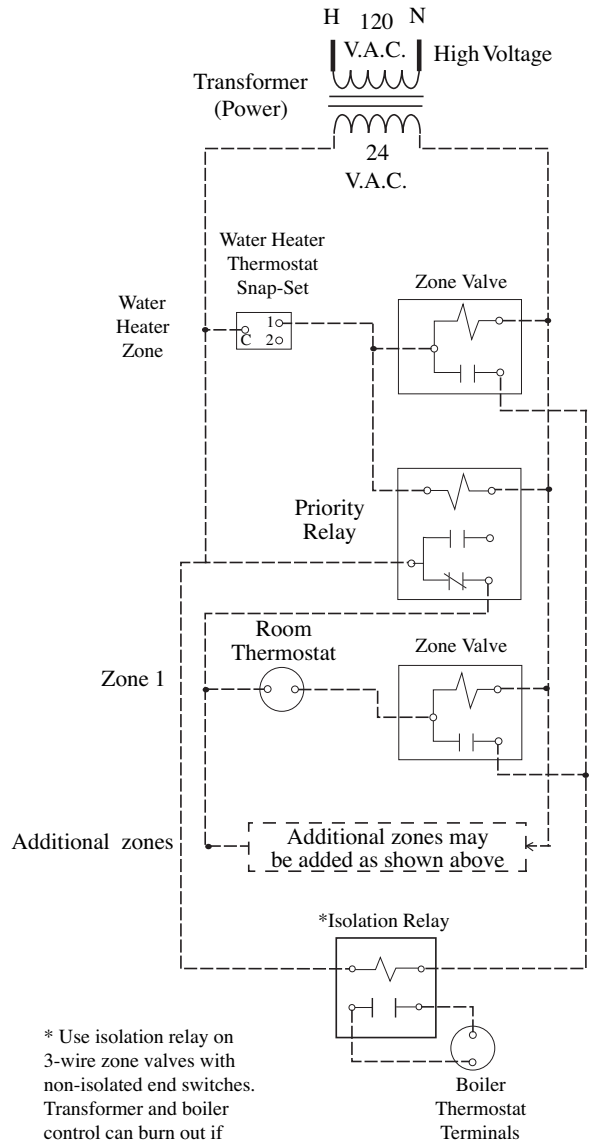 H 120 N
V.A.C. High Voltage
Transformer
(Power)
24
V.A.C.
Water Heater
Thermostat
Snap-Set
Zone Valve
Water
Heater
Zone
1
C 2
Priority
Relay
Room
Thermostat
Zone Valve
Zone 1
Additional zones
Additional zones may
be added as shown above
*Isolation Relay
* Use isolation relay on
3-wire zone valves with
non-isolated end switches.
Transformer and boiler
control can burn out if
Boiler
Thermostat
Terminals